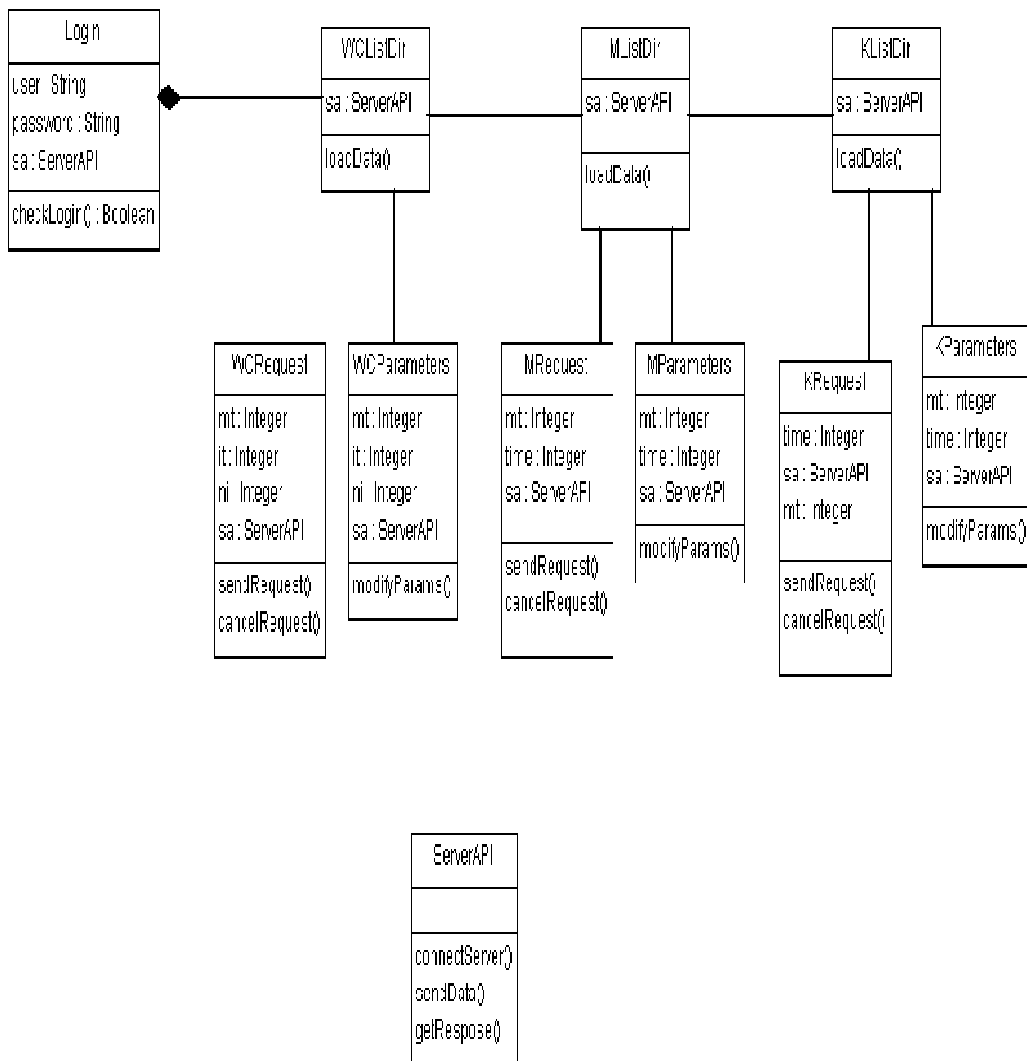 Login
user : String
password : String
sa : ServerAPI
checkLogin() : Boolean
WCListDir
sa : ServerAPI
loadData()
MListDir
sa : ServerAPI
loadData()
KListDir
sa : ServerAPI
loadData()
WCRequest
mt : Integer
it : Integer
ni : Integer
sa : ServerAPI
sendRequest()
cancelRequest()
WCParameters
mt : Integer
it : Integer
ni : Integer
sa : ServerAPI
modifyParams()
MRequest
mt : Integer
time : Integer
sa : ServerAPI
sendRequest()
cancelRequest()
MParameters
mt : Integer
time : Integer
sa : ServerAPI
modifyParams()
KRequest
time : Integer
sa : ServerAPI
mt : Integer
sendRequest()
cancelRequest()
KParameters
mt : Integer
time : Integer
sa : ServerAPI
modifyParams()
ServerAPI
connectServer()
sendData()
getRespose()